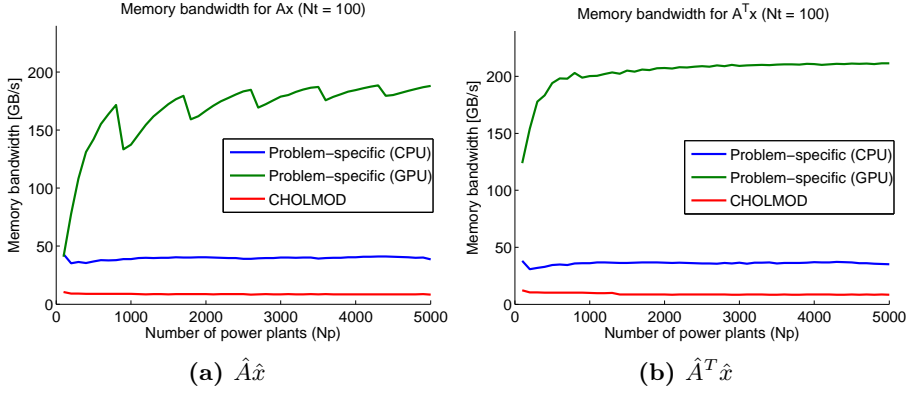 Memory bandwidth for Ax (Nt = 100)
Memory bandwidth [GB/s]
200
150
100
50
0
0 1000 2000 3000 4000 5000
Number of power plants (Np)
Problem−specific (CPU)
Problem−specific (GPU)
CHOLMOD
(a) Âx̂
Memory bandwidth for Aᵀx (Nt = 100)
Memory bandwidth [GB/s]
200
150
100
50
0
0 1000 2000 3000 4000 5000
Number of power plants (Np)
Problem−specific (CPU)
Problem−specific (GPU)
CHOLMOD
(b) Âᵀx̂